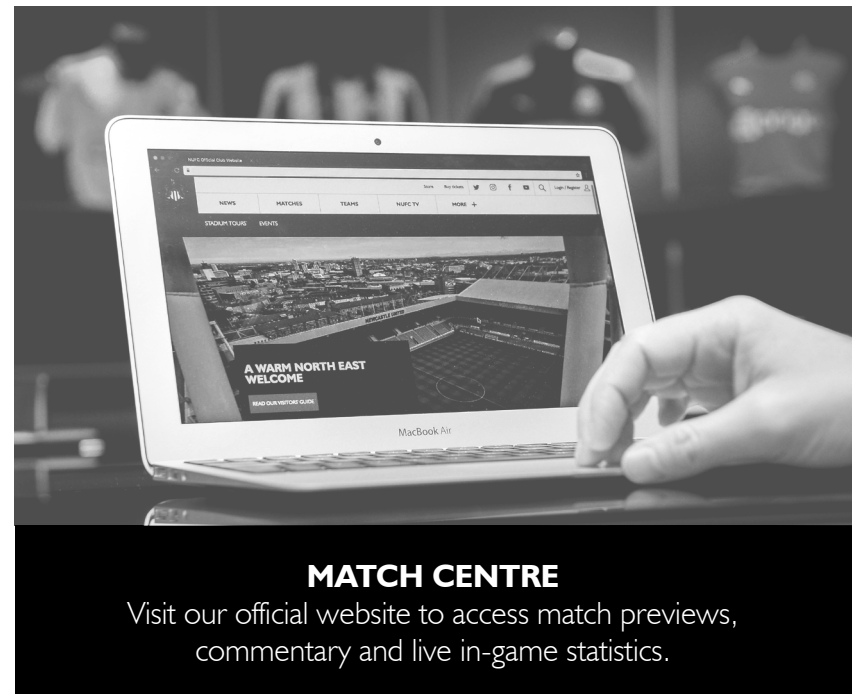 NUFC Official Club Website
Store Buy tickets Login / Register
NEWS MATCHES TEAMS NUFC TV MORE +
STADIUM TOURS EVENTS
NEWCASTLE UNITED
A WARM NORTH EAST
WELCOME
READ OUR VISITORS' GUIDE
MacBook Air
MATCH CENTRE
Visit our official website to access match previews,
commentary and live in-game statistics.